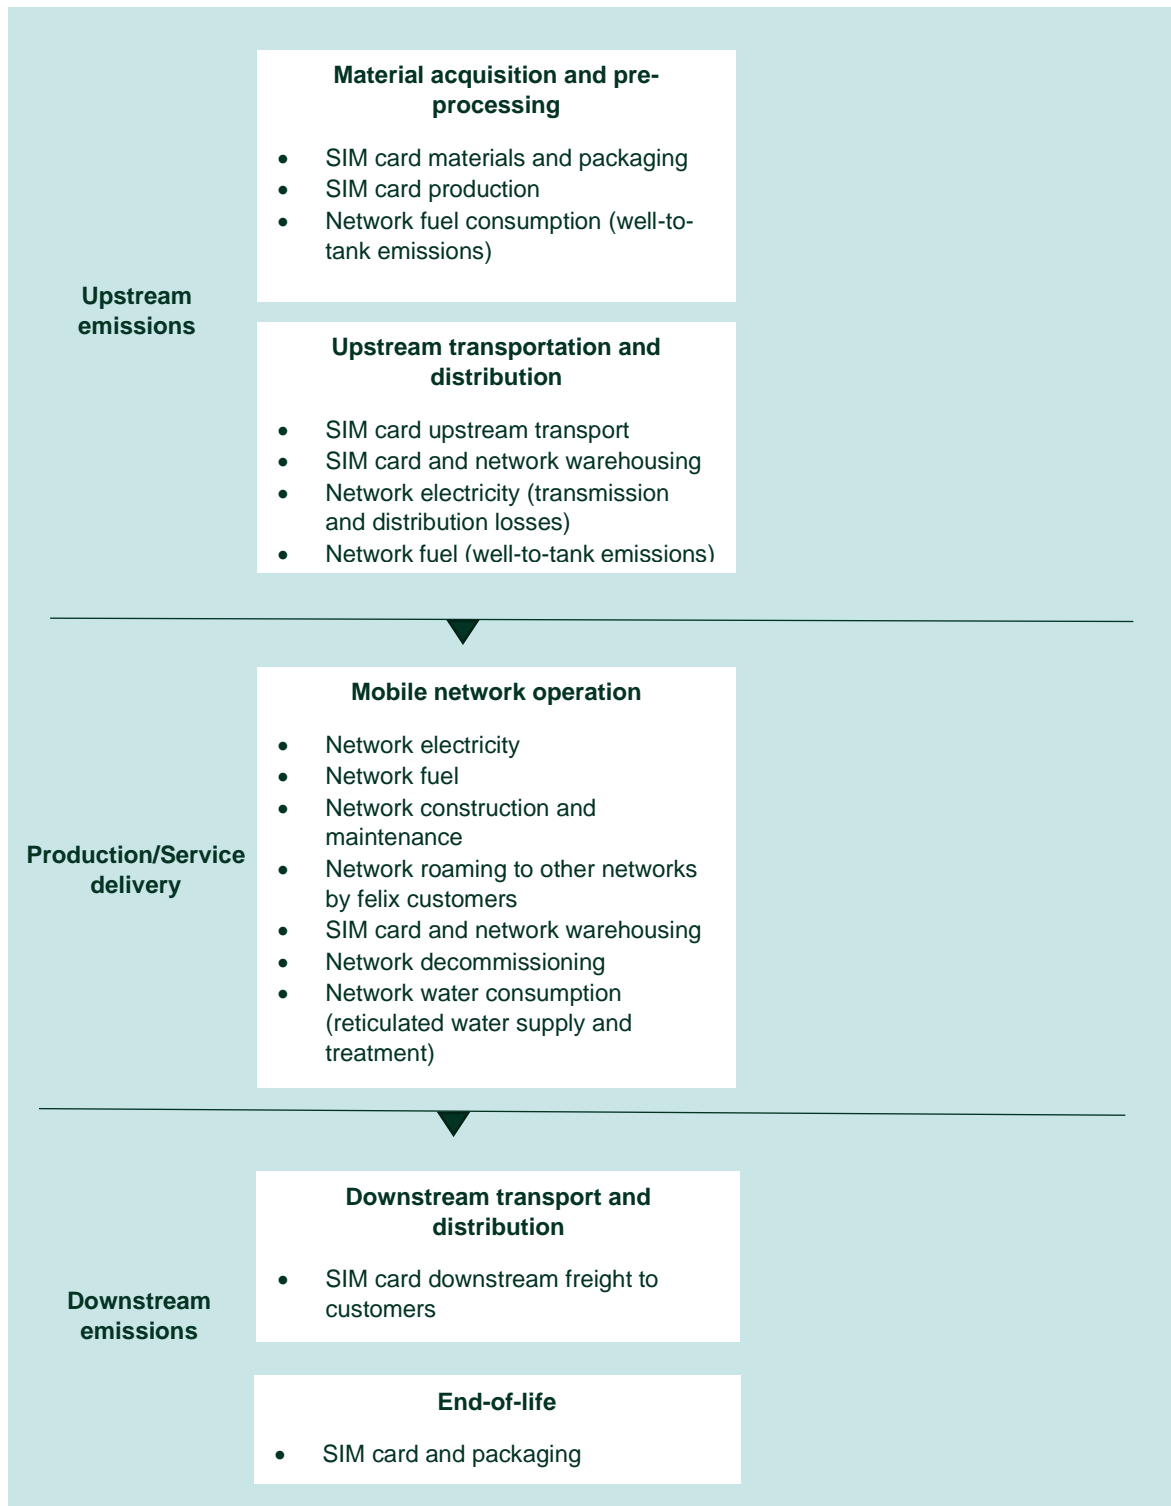 Material acquisition and pre-
processing
• SIM card materials and packaging
• SIM card production
• Network fuel consumption (well-to-
tank emissions)
Upstream
emissions
Upstream transportation and
distribution
• SIM card upstream transport
• SIM card and network warehousing
• Network electricity (transmission
and distribution losses)
• Network fuel (well-to-tank emissions)
Mobile network operation
• Network electricity
• Network fuel
• Network construction and
maintenance
Production/Service
delivery
• Network roaming to other networks
by felix customers
• SIM card and network warehousing
• Network decommissioning
• Network water consumption
(reticulated water supply and
treatment)
Downstream transport and
distribution
• SIM card downstream freight to
customers
Downstream
emissions
End-of-life
• SIM card and packaging